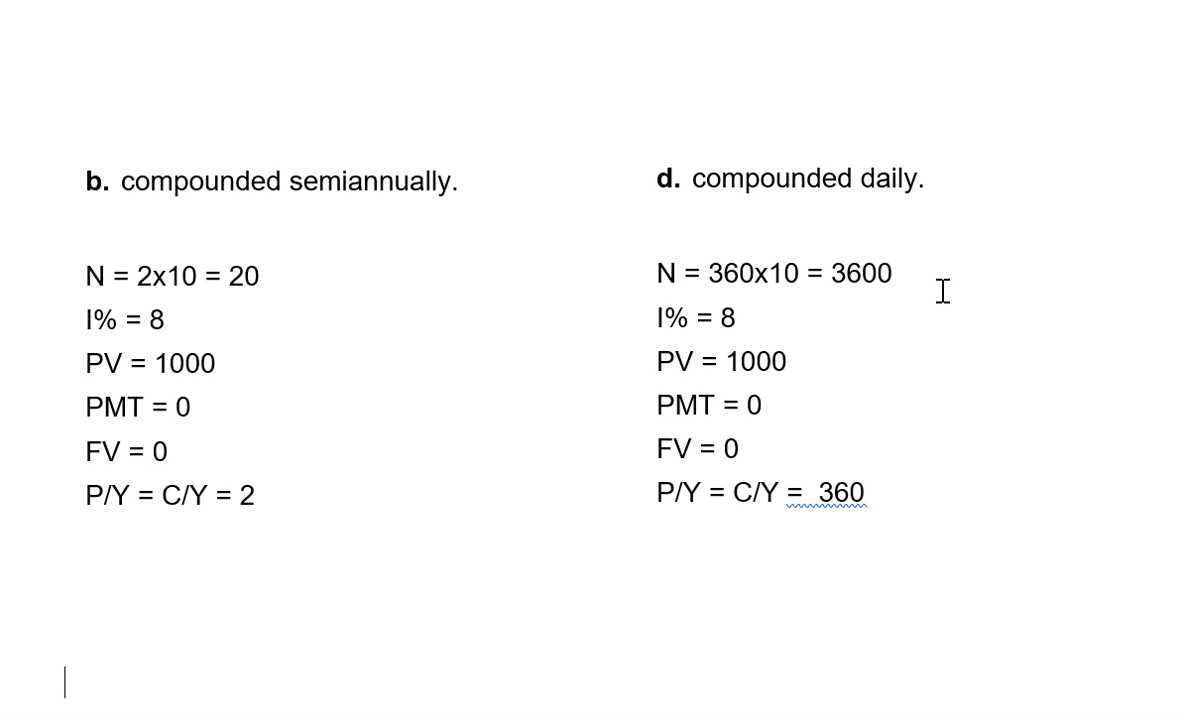 b. compounded semiannually.
N = 2x10 = 20
I% = 8
PV = 1000
PMT = 0
FV = 0
P/Y = C/Y = 2
d. compounded daily.
N = 360x10 = 3600
I% = 8
PV = 1000
PMT = 0
FV = 0
P/Y = C/Y =  360